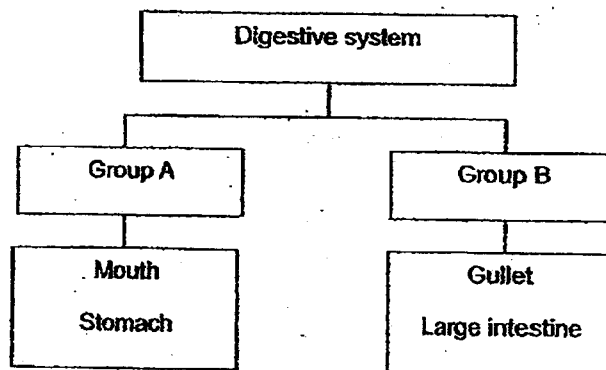 Digestive system
Group A
Group B
Mouth
Stomach
Gullet
Large intestine